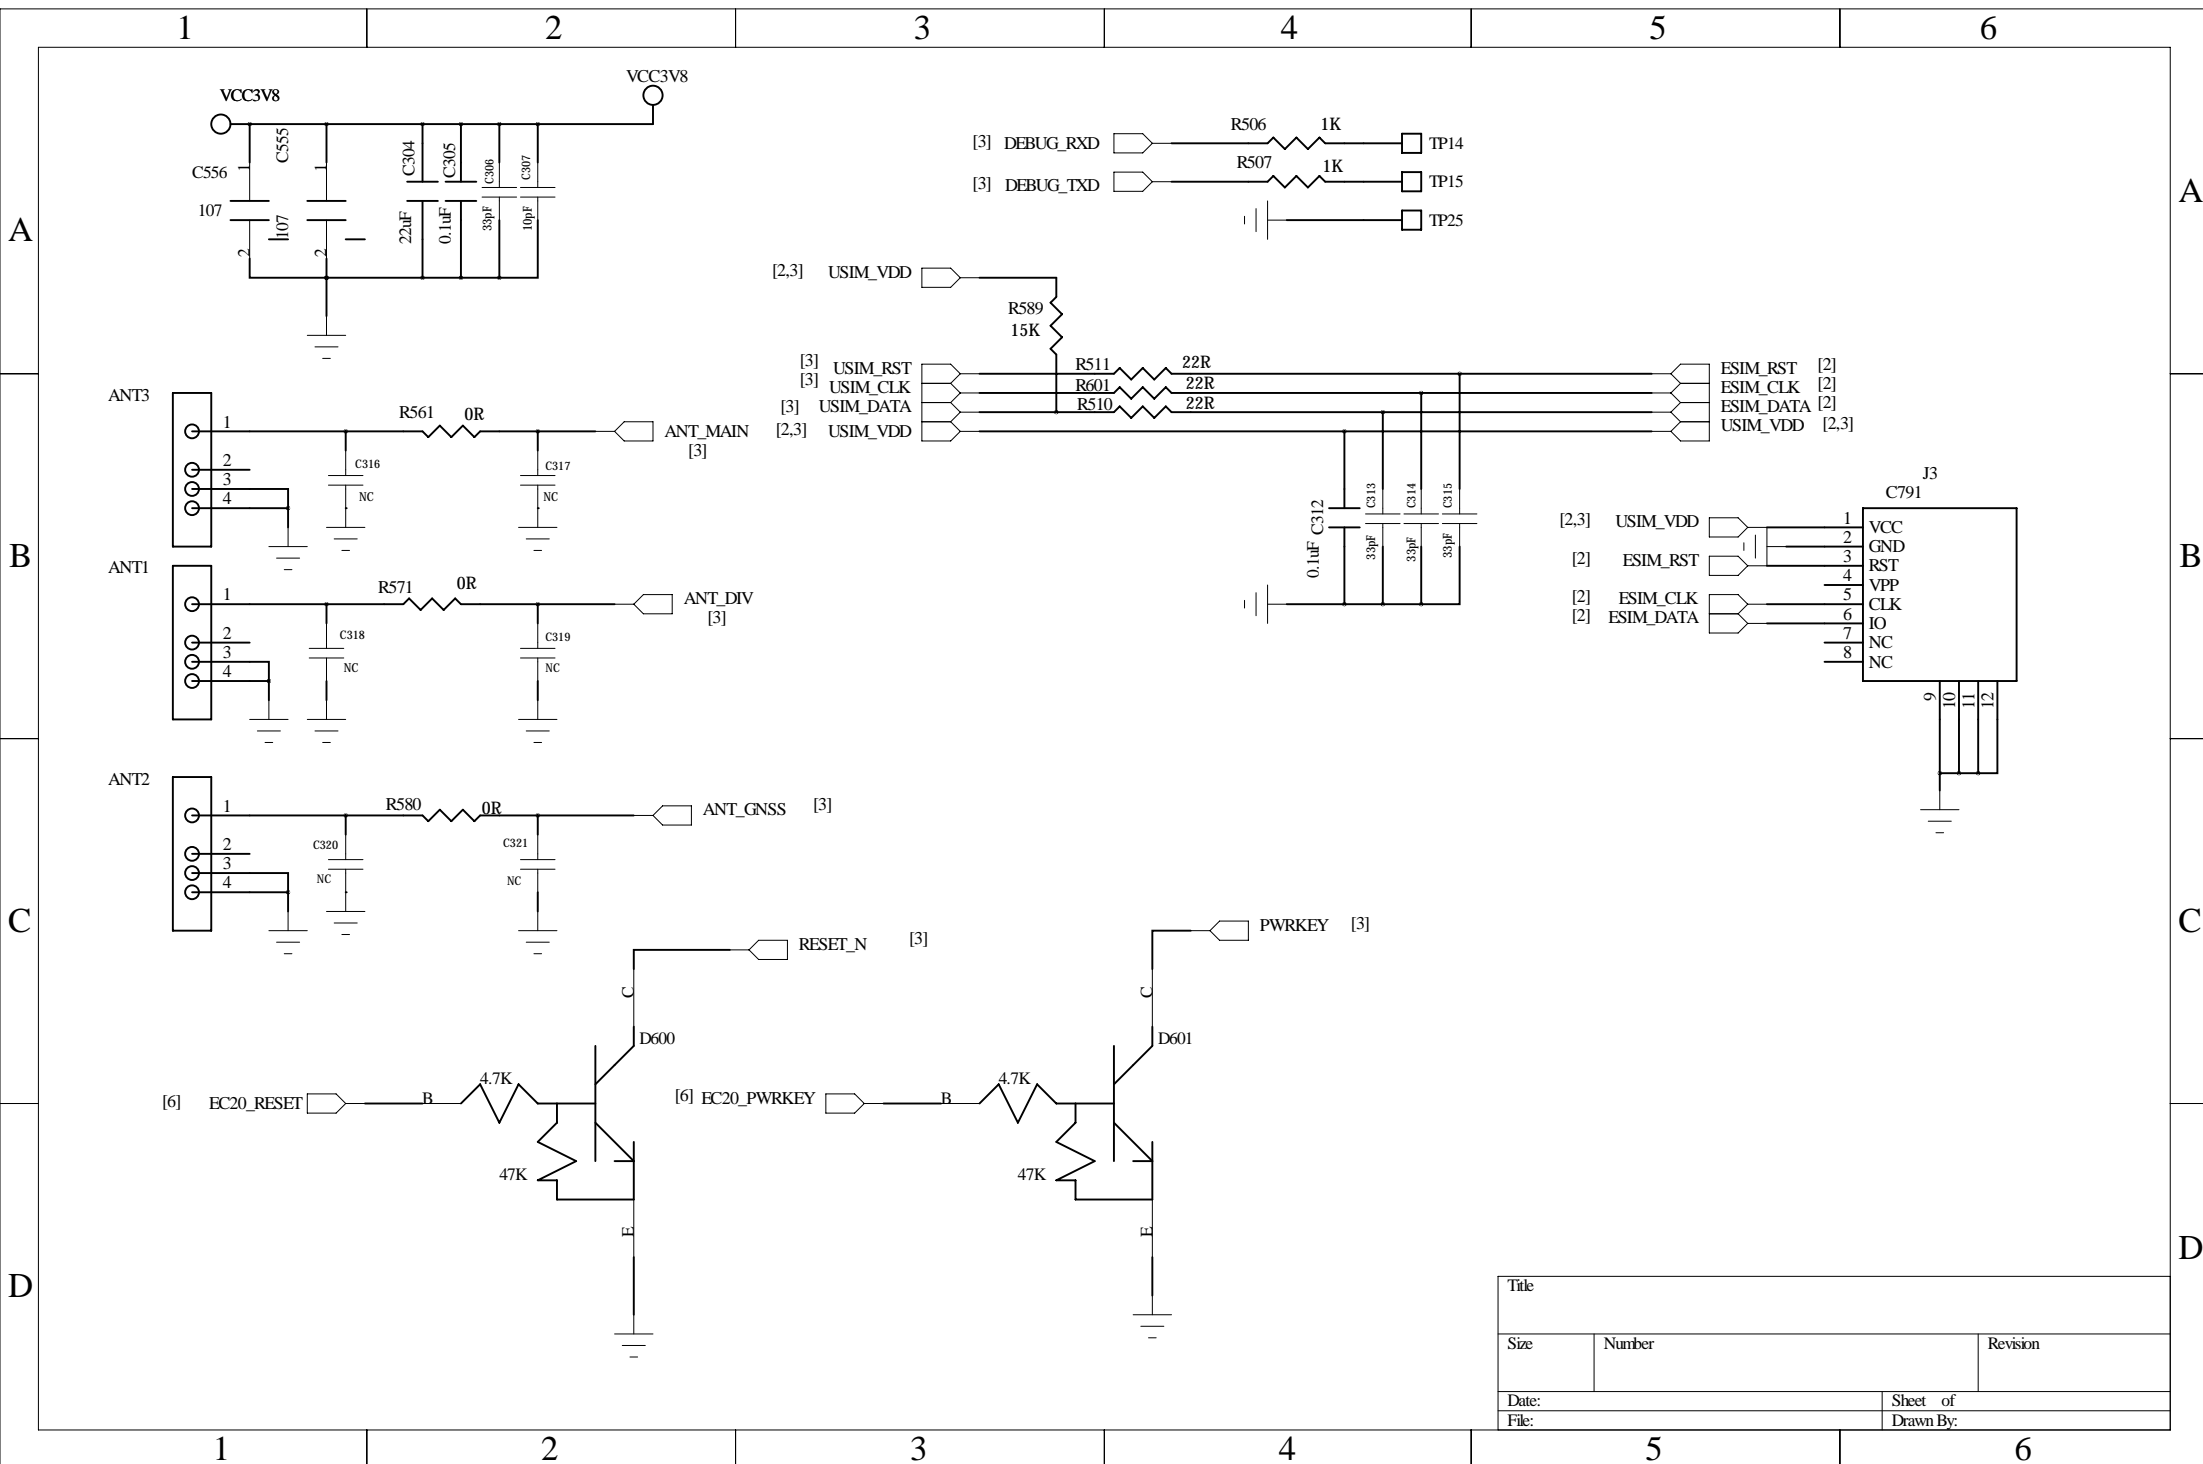 1 2 3 4 5 6
A A
B B
C C
D D
VCC3V8
VCC3V8
C556
107
C555
107
C304
22uF
C305
0.1uF
C306
33pF
C307
10pF
1
2
1
2
[3] DEBUG_RXD R506 1K TP14
[3] DEBUG_TXD R507 1K TP15
TP25
[2,3] USIM_VDD
R589
15K
[3] USIM_RST R511 22R ESIM_RST [2]
[3] USIM_CLK R601 22R ESIM_CLK [2]
[3] USIM_DATA R510 22R ESIM_DATA [2]
[2,3] USIM_VDD USIM_VDD [2,3]
C312
0.1uF
C313
33pF
C314
33pF
C315
33pF
ANT3
1
2
3
4
R561 0R
C316
NC
C317
NC
ANT_MAIN
[3]
ANT1
1
2
3
4
R571 0R
C318
NC
C319
NC
ANT_DIV
[3]
ANT2
1
2
3
4
R580 0R
C320
NC
C321
NC
ANT_GNSS [3]
J3
C791
[2,3] USIM_VDD 1 VCC
2 GND
[2] ESIM_RST 3 RST
4 VPP
[2] ESIM_CLK 5 CLK
[2] ESIM_DATA 6 IO
7 NC
8 NC
9
10
11
12
RESET_N [3]
C
D600
[6] EC20_RESET B 4.7K
47K
E
PWRKEY [3]
C
D601
[6] EC20_PWRKEY B 4.7K
47K
E
Title
Size Number Revision
Date: Sheet of
File: Drawn By:
1 2 3 4 5 6